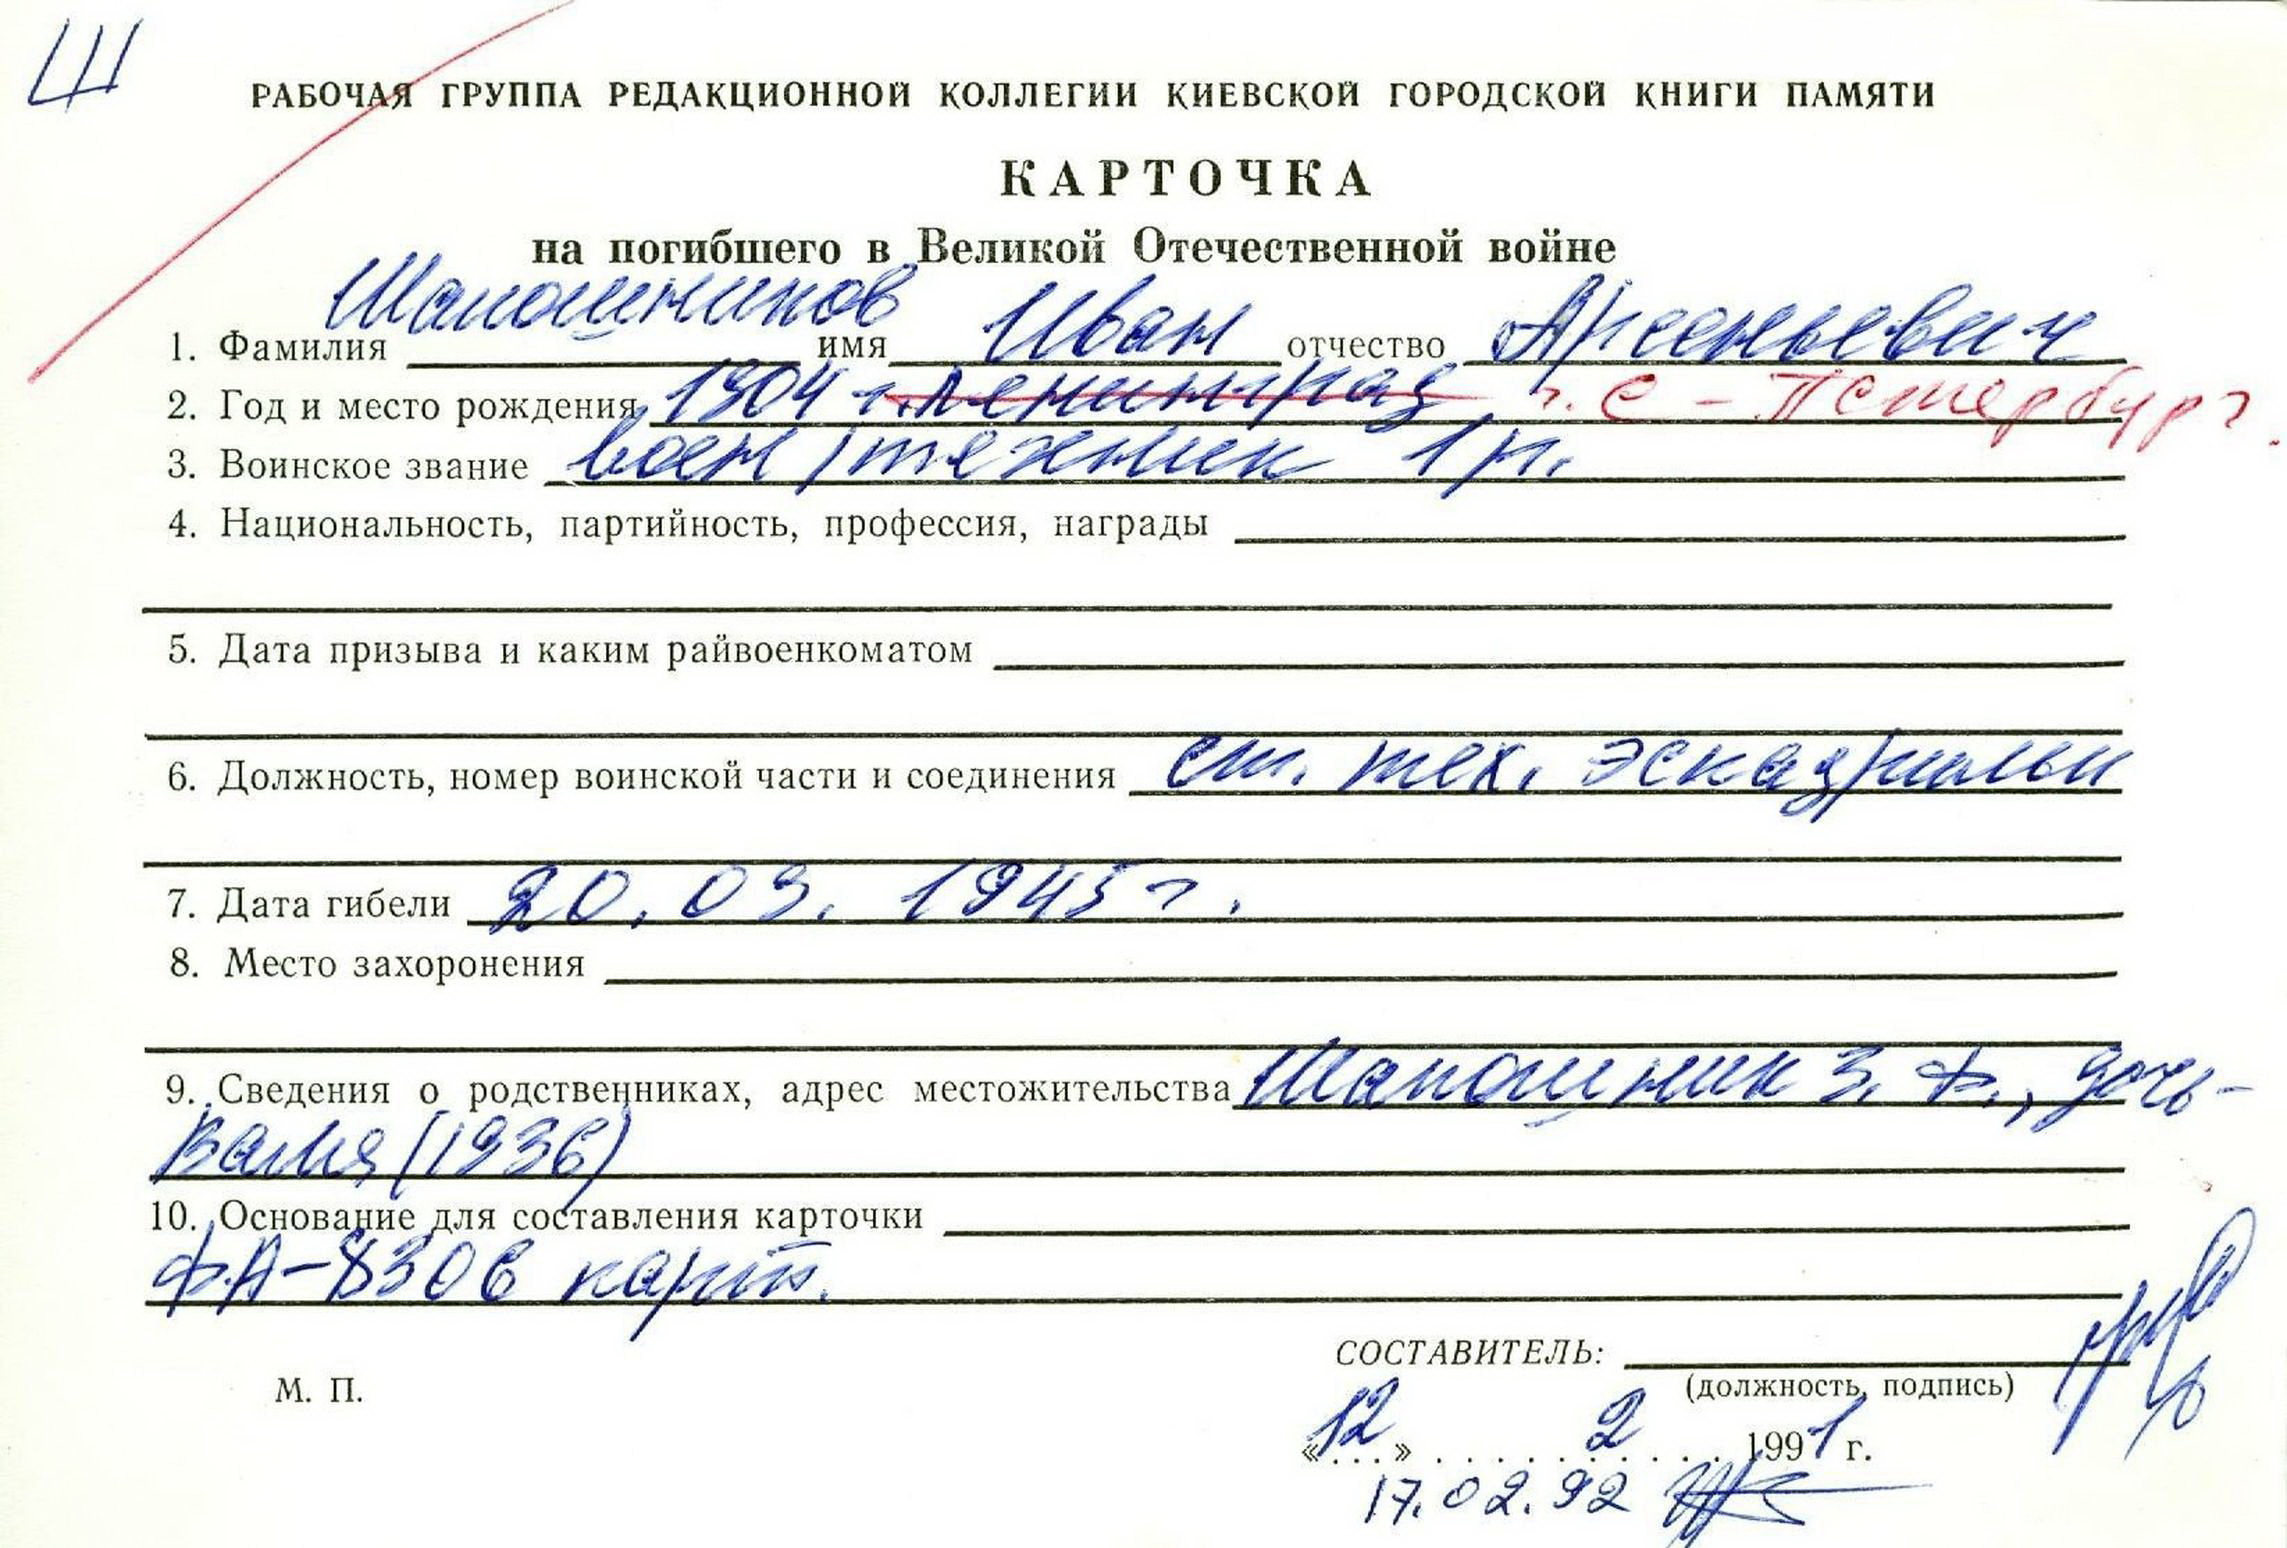 Ш
РАБОЧАЯ ГРУППА РЕДАКЦИОННОЙ КОЛЛЕГИИ КИЕВСКОЙ ГОРОДСКОЙ КНИГИ ПАМЯТИ
КАРТОЧКА
на погибшего в Великой Отечественной войне
1. Фамилия Шапошников имя Иван отчество Арсеньевич
2. Год и место рождения 1904 г. Ленинград г. С-Петербург.
3. Воинское звание воентехник 1 р.
4. Национальность, партийность, профессия, награды
5. Дата призыва и каким райвоенкоматом
6. Должность, номер воинской части и соединения ст. тех. эскадрильи
7. Дата гибели 20.03.1945 г.
8. Место захоронения
9. Сведения о родственниках, адрес местожительства Шапошник З. Ф., дочь-
Валя (1936)
10. Основание для составления карточки
Ф.А-8306 карт.
СОСТАВИТЕЛЬ:
(должность, подпись)
М. П.
«12» 2 1991 г.
17.02.92